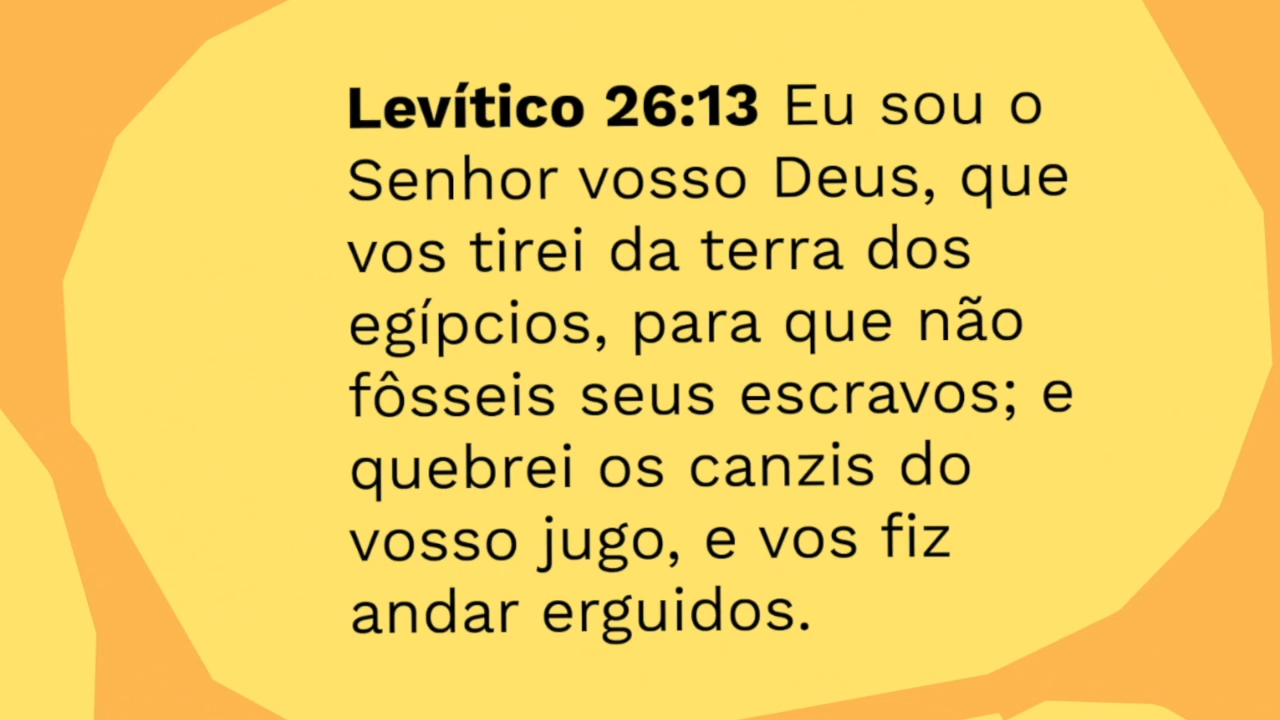 Levítico 26:13 Eu sou o
Senhor vosso Deus, que
vos tirei da terra dos
egípcios, para que não
fôsseis seus escravos; e
quebrei os canzis do
vosso jugo, e vos fiz
andar erguidos.